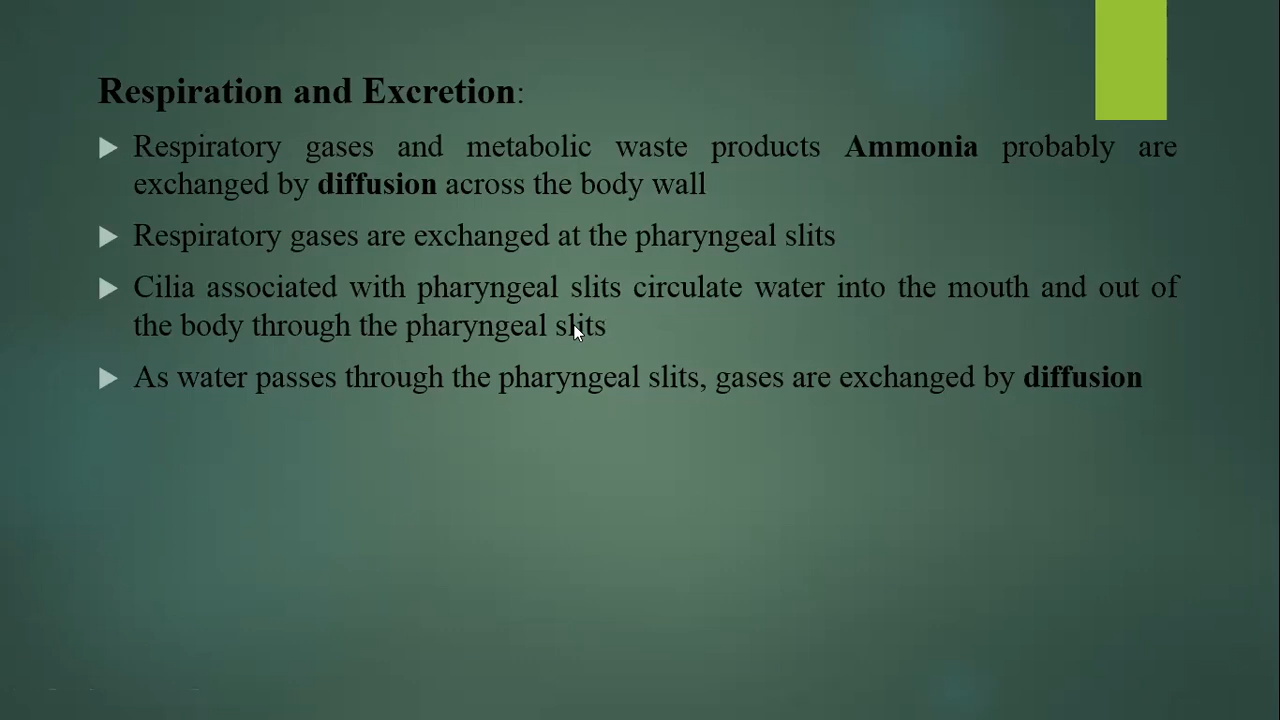 Respiration and Excretion:
Respiratory gases and metabolic waste products Ammonia probably are
exchanged by diffusion across the body wall
Respiratory gases are exchanged at the pharyngeal slits
Cilia associated with pharyngeal slits circulate water into the mouth and out of
the body through the pharyngeal slits
As water passes through the pharyngeal slits, gases are exchanged by diffusion